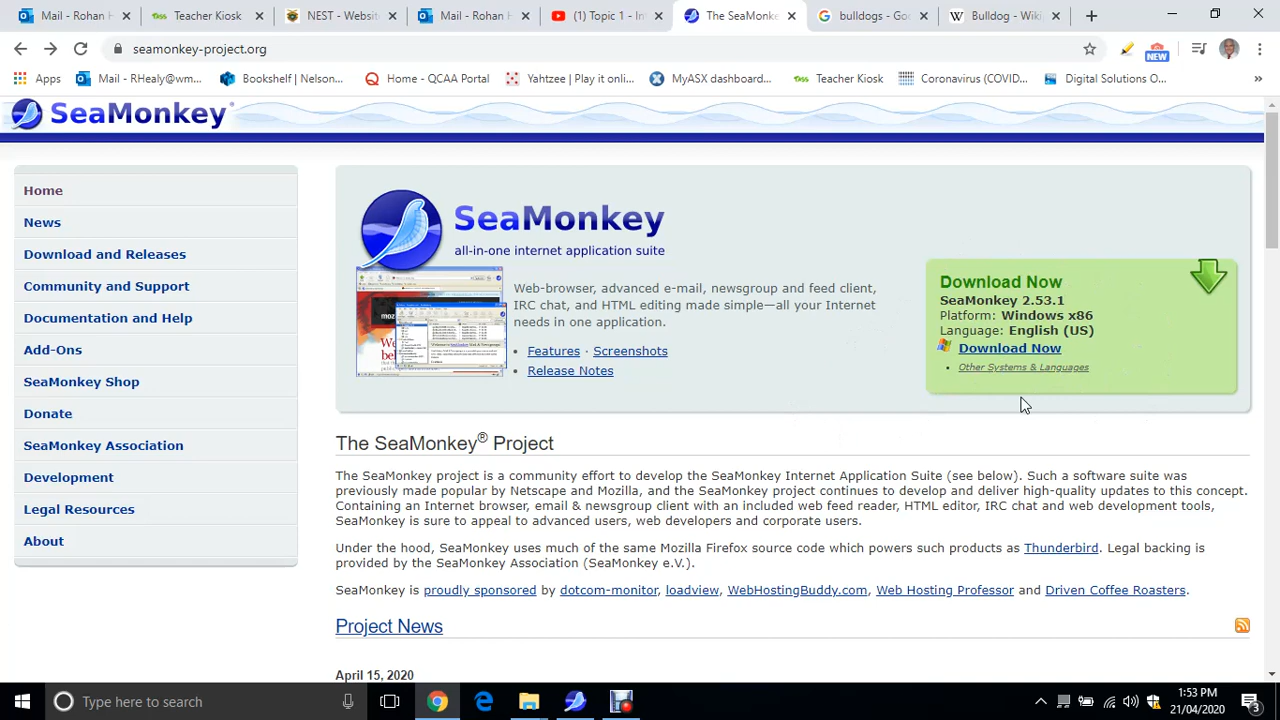 Mail - Rohan H
Teacher Kiosk
NEST - Website
Mail - Rohan H
(1) Topic 1 - In
The SeaMonke
bulldogs - Goo
Bulldog - Wiki
seamonkey-project.org
NEW
Apps
Mail - RHealy@wm...
Bookshelf | Nelson...
Home - QCAA Portal
Yahtzee | Play it onli...
MyASX dashboard...
Teacher Kiosk
Coronavirus (COVID...
Digital Solutions O...
»
SeaMonkey®
Home
News
Download and Releases
Community and Support
Documentation and Help
Add-Ons
SeaMonkey Shop
Donate
SeaMonkey Association
Development
Legal Resources
About
SeaMonkey
all-in-one internet application suite
Web-browser, advanced e-mail, newsgroup and feed client,
IRC chat, and HTML editing made simple—all your Internet
needs in one application.
• Features · Screenshots
• Release Notes
Download Now
SeaMonkey 2.53.1
Platform: Windows x86
Language: English (US)
Download Now
• Other Systems & Languages
The SeaMonkey® Project
The SeaMonkey project is a community effort to develop the SeaMonkey Internet Application Suite (see below). Such a software suite was
previously made popular by Netscape and Mozilla, and the SeaMonkey project continues to develop and deliver high-quality updates to this concept.
Containing an Internet browser, email & newsgroup client with an included web feed reader, HTML editor, IRC chat and web development tools,
SeaMonkey is sure to appeal to advanced users, web developers and corporate users.
Under the hood, SeaMonkey uses much of the same Mozilla Firefox source code which powers such products as Thunderbird. Legal backing is
provided by the SeaMonkey Association (SeaMonkey e.V.).
SeaMonkey is proudly sponsored by dotcom-monitor, loadview, WebHostingBuddy.com, Web Hosting Professor and Driven Coffee Roasters.
Project News
April 15, 2020
Type here to search
1:53 PM
21/04/2020
3